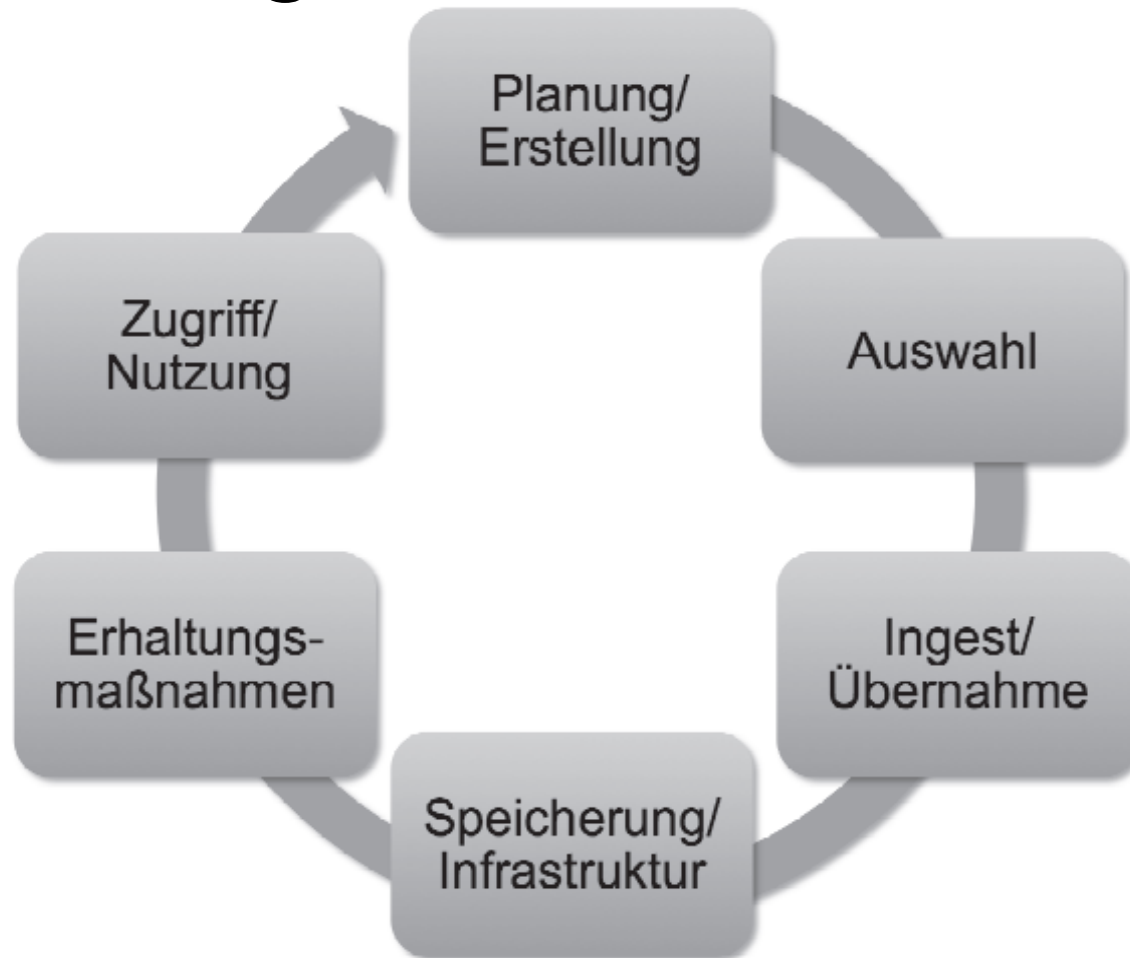 Planung/
Erstellung
Auswahl
Ingest/
Übernahme
Speicherung/
Infrastruktur
Erhaltungs-
maßnahmen
Zugriff/
Nutzung